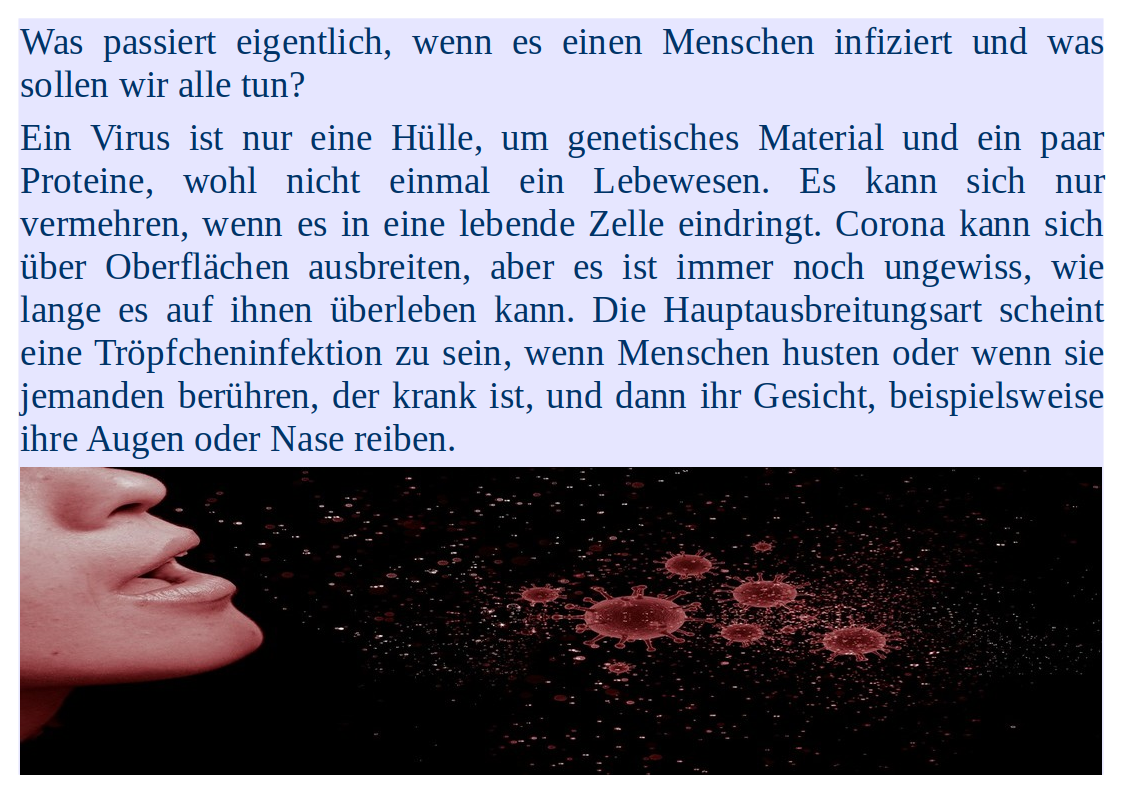 Was passiert eigentlich, wenn es einen Menschen infiziert und was
sollen wir alle tun?
Ein Virus ist nur eine Hülle, um genetisches Material und ein paar
Proteine, wohl nicht einmal ein Lebewesen. Es kann sich nur
vermehren, wenn es in eine lebende Zelle eindringt. Corona kann sich
über Oberflächen ausbreiten, aber es ist immer noch ungewiss, wie
lange es auf ihnen überleben kann. Die Hauptausbreitungsart scheint
eine Tröpfcheninfektion zu sein, wenn Menschen husten oder wenn sie
jemanden berühren, der krank ist, und dann ihr Gesicht, beispielsweise
ihre Augen oder Nase reiben.